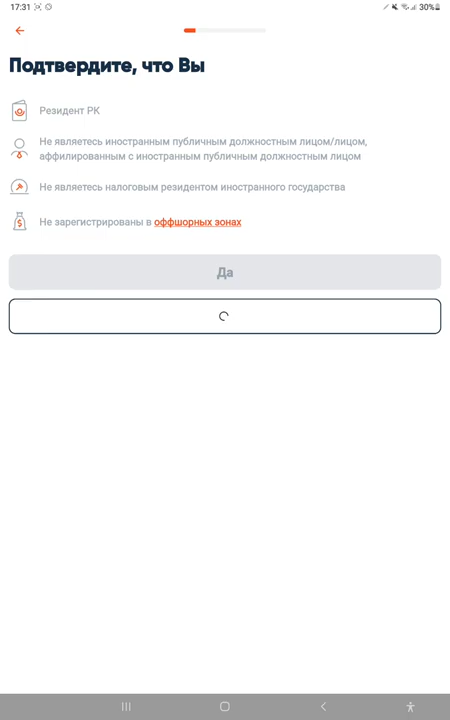 17:31
30%
Подтвердите, что Вы
Резидент РК
Не являетесь иностранным публичным должностным лицом/лицом,
аффилированным с иностранным публичным должностным лицом
Не являетесь налоговым резидентом иностранного государства
Не зарегистрированы в оффшорных зонах
Да